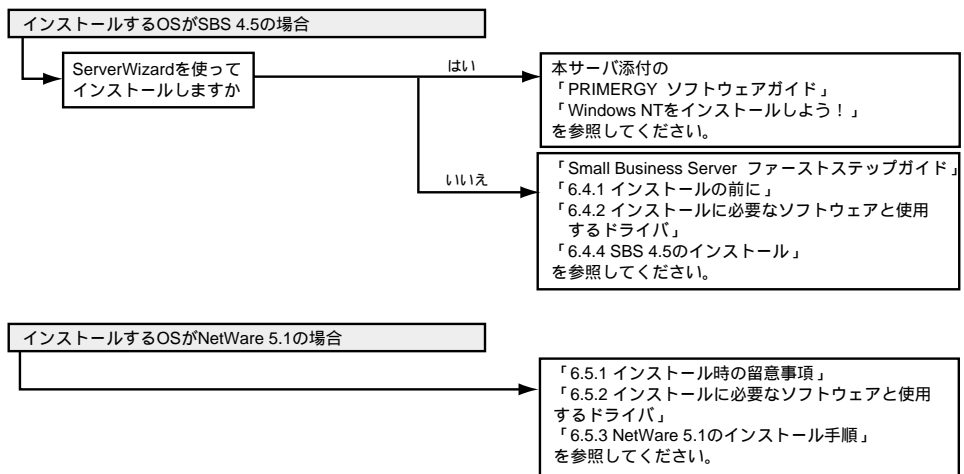 インストールするOSがSBS 4.5の場合
ServerWizardを使って
インストールしますか
はい
本サーバ添付の
「PRIMERGY ソフトウェアガイド」
「Windows NTをインストールしよう！」
を参照してください。
いいえ
「Small Business Server ファーストステップガイド」
「6.4.1 インストールの前に」
「6.4.2 インストールに必要なソフトウェアと使用
するドライバ」
「6.4.4 SBS 4.5のインストール」
を参照してください。
インストールするOSがNetWare 5.1の場合
「6.5.1 インストール時の留意事項」
「6.5.2 インストールに必要なソフトウェアと使用
するドライバ」
「6.5.3 NetWare 5.1のインストール手順」
を参照してください。